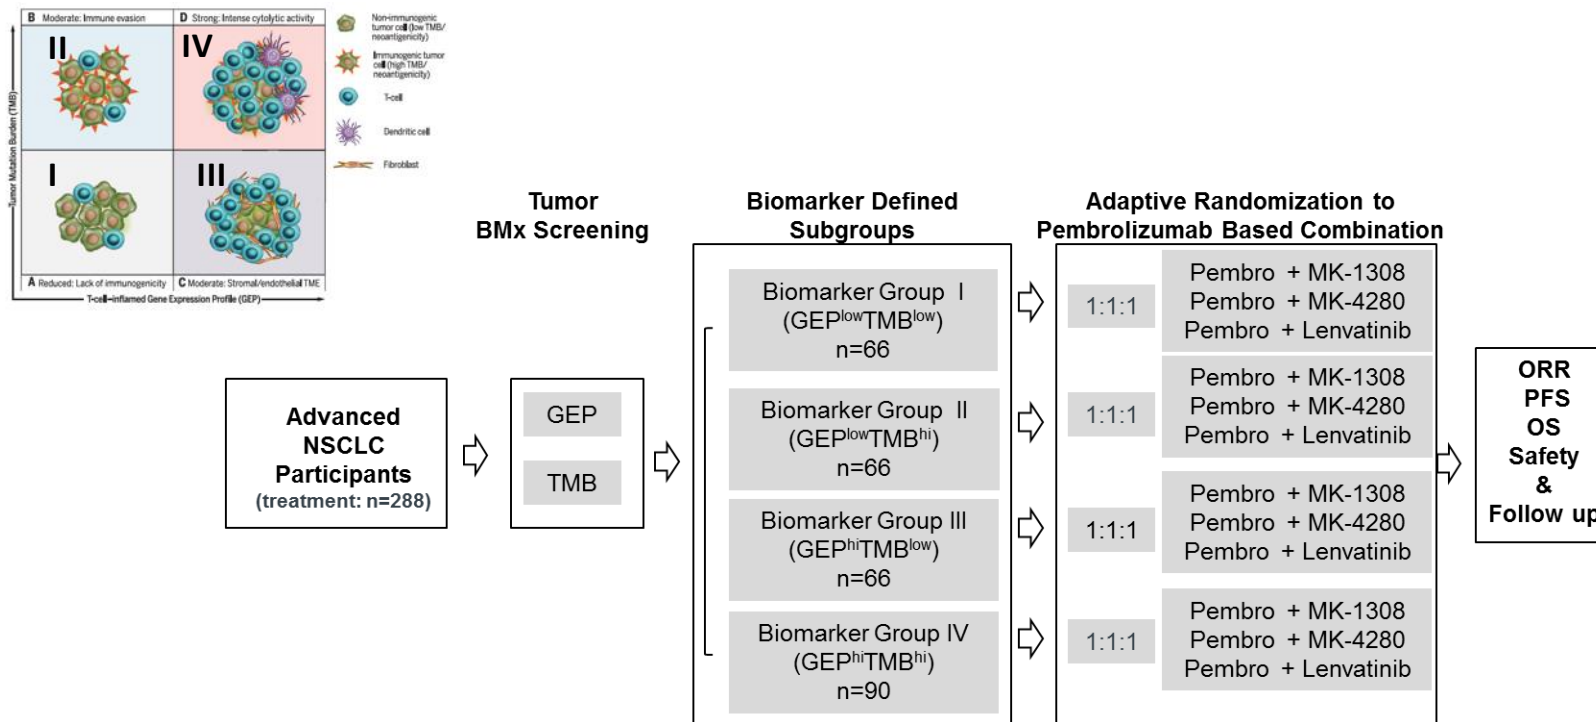 B Moderate: Immune evasion
D Strong: Intense cytolytic activity
II
IV
I
III
A Reduced: Lack of immunogenicity
C Moderate: Stromal/endothelial TME
Tumor Mutation Burden (TMB)
T-cell–inflamed Gene Expression Profile (GEP)
Non-immunogenic
tumor cell (low TMB/
neoantigenicity)
Immunogenic tumor
cell (high TMB/
neoantigenicity)
T-cell
Dendritic cell
Fibroblast
Advanced
NSCLC
Participants
(treatment: n=288)
Tumor
BMx Screening
GEP
TMB
Biomarker Defined
Subgroups
Biomarker Group I
(GEPlowTMBlow)
n=66
Biomarker Group II
(GEPlowTMBhi)
n=66
Biomarker Group III
(GEPhiTMBlow)
n=66
Biomarker Group IV
(GEPhiTMBhi)
n=90
Adaptive Randomization to
Pembrolizumab Based Combination
1:1:1
Pembro + MK-1308
Pembro + MK-4280
Pembro + Lenvatinib
1:1:1
Pembro + MK-1308
Pembro + MK-4280
Pembro + Lenvatinib
1:1:1
Pembro + MK-1308
Pembro + MK-4280
Pembro + Lenvatinib
1:1:1
Pembro + MK-1308
Pembro + MK-4280
Pembro + Lenvatinib
ORR
PFS
OS
Safety
&
Follow up